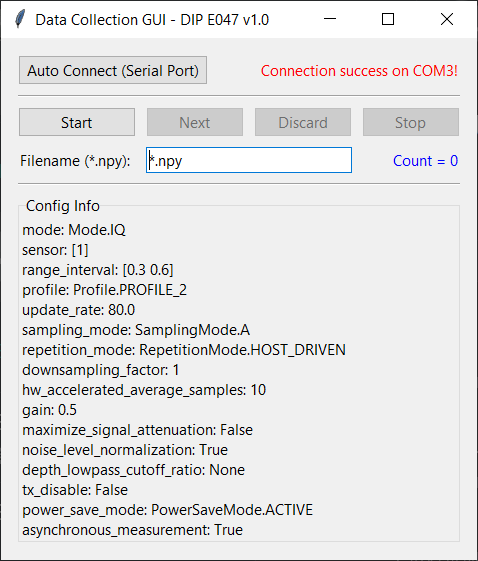 Data Collection GUI - DIP E047 v1.0
Auto Connect (Serial Port) Connection success on COM3!
Start Next Discard Stop
Filename (*.npy): *.npy Count = 0
Config Info
mode: Mode.IQ
sensor: [1]
range_interval: [0.3 0.6]
profile: Profile.PROFILE_2
update_rate: 80.0
sampling_mode: SamplingMode.A
repetition_mode: RepetitionMode.HOST_DRIVEN
downsampling_factor: 1
hw_accelerated_average_samples: 10
gain: 0.5
maximize_signal_attenuation: False
noise_level_normalization: True
depth_lowpass_cutoff_ratio: None
tx_disable: False
power_save_mode: PowerSaveMode.ACTIVE
asynchronous_measurement: True